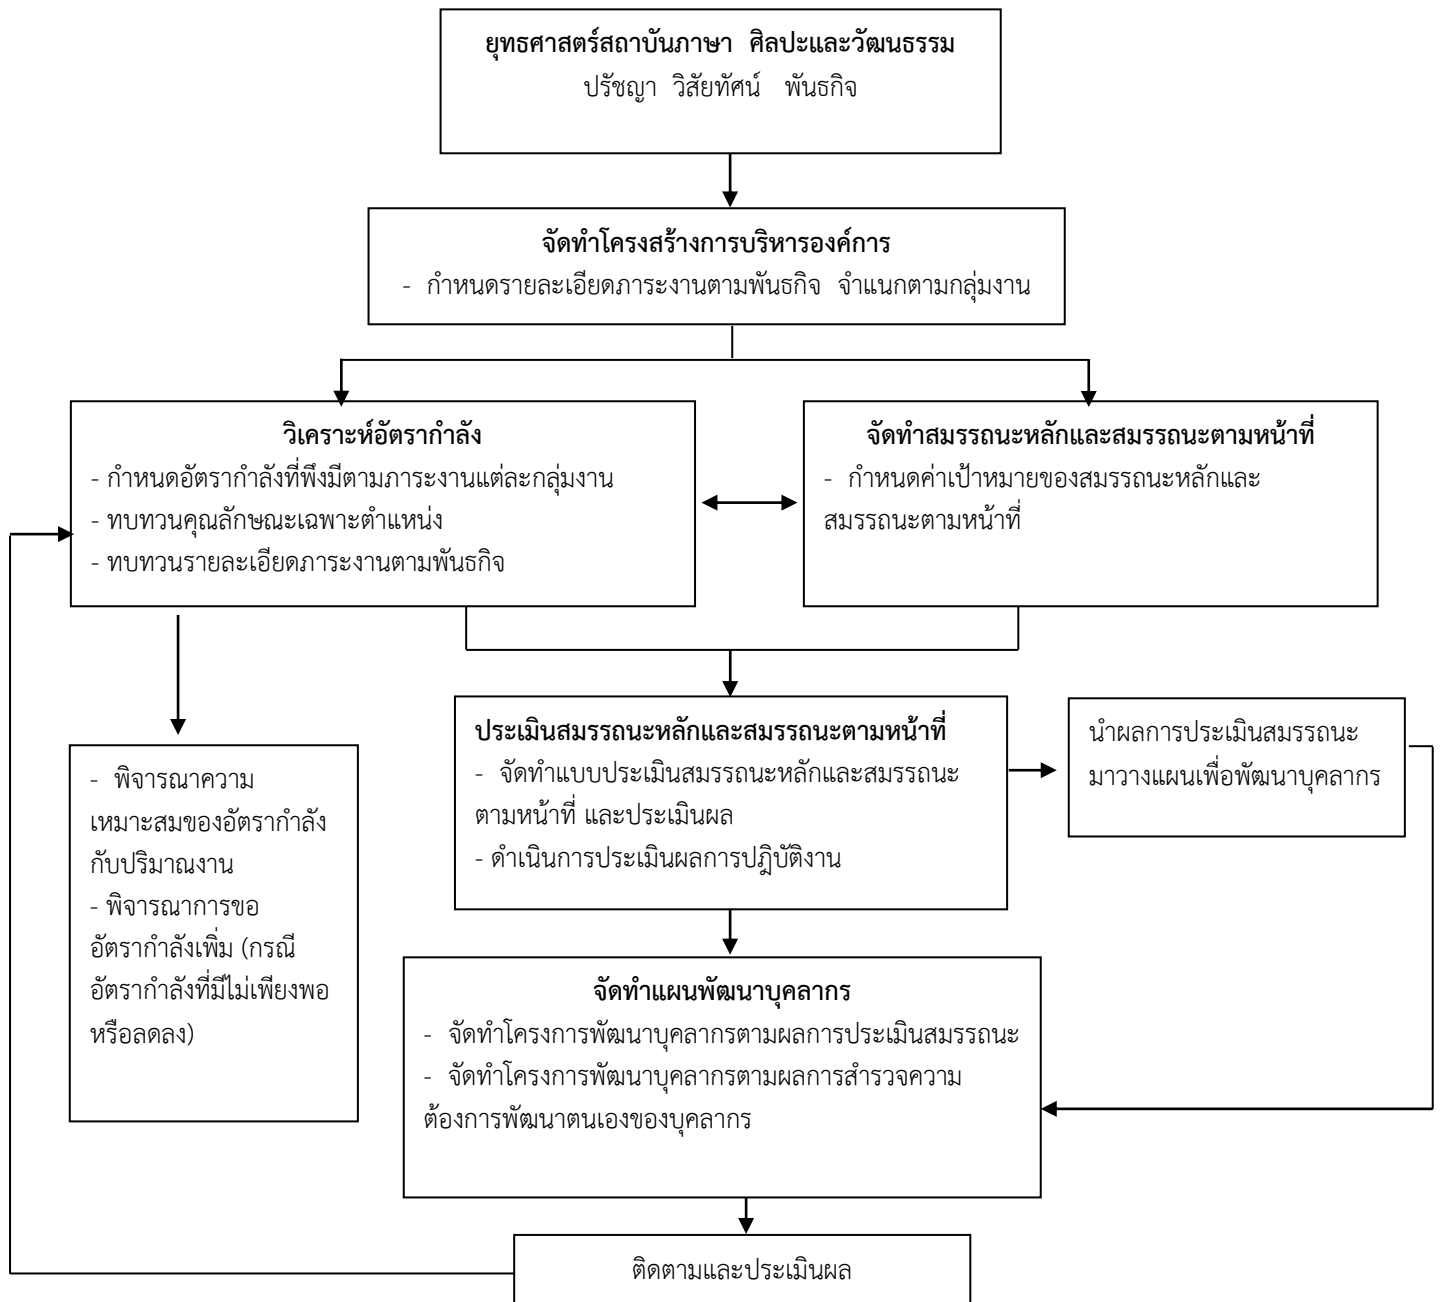 ยุทธศาสตร์สถาบันภาษา ศิลปะและวัฒนธรรม
ปรัชญา วิสัยทัศน์ พันธกิจ
จัดทำโครงสร้างการบริหารองค์การ
- กำหนดรายละเอียดภาระงานตามพันธกิจ จำแนกตามกลุ่มงาน
วิเคราะห์อัตรากำลัง
- กำหนดอัตรากำลังที่พึงมีตามภาระงานแต่ละกลุ่มงาน
- ทบทวนคุณลักษณะเฉพาะตำแหน่ง
- ทบทวนรายละเอียดภาระงานตามพันธกิจ
จัดทำสมรรถนะหลักและสมรรถนะตามหน้าที่
- กำหนดค่าเป้าหมายของสมรรถนะหลักและ
สมรรถนะตามหน้าที่
ประเมินสมรรถนะหลักและสมรรถนะตามหน้าที่
- จัดทำแบบประเมินสมรรถนะหลักและสมรรถนะ
ตามหน้าที่ และประเมินผล
- ดำเนินการประเมินผลการปฏิบัติงาน
นำผลการประเมินสมรรถนะ
มาวางแผนเพื่อพัฒนาบุคลากร
- พิจารณาความ
เหมาะสมของอัตรากำลัง
กับปริมาณงาน
- พิจารณาการขอ
อัตรากำลังเพิ่ม (กรณี
อัตรากำลังที่มีไม่เพียงพอ
หรือลดลง)
จัดทำแผนพัฒนาบุคลากร
- จัดทำโครงการพัฒนาบุคลากรตามผลการประเมินสมรรถนะ
- จัดทำโครงการพัฒนาบุคลากรตามผลการสำรวจความ
ต้องการพัฒนาตนเองของบุคลากร
ติดตามและประเมินผล